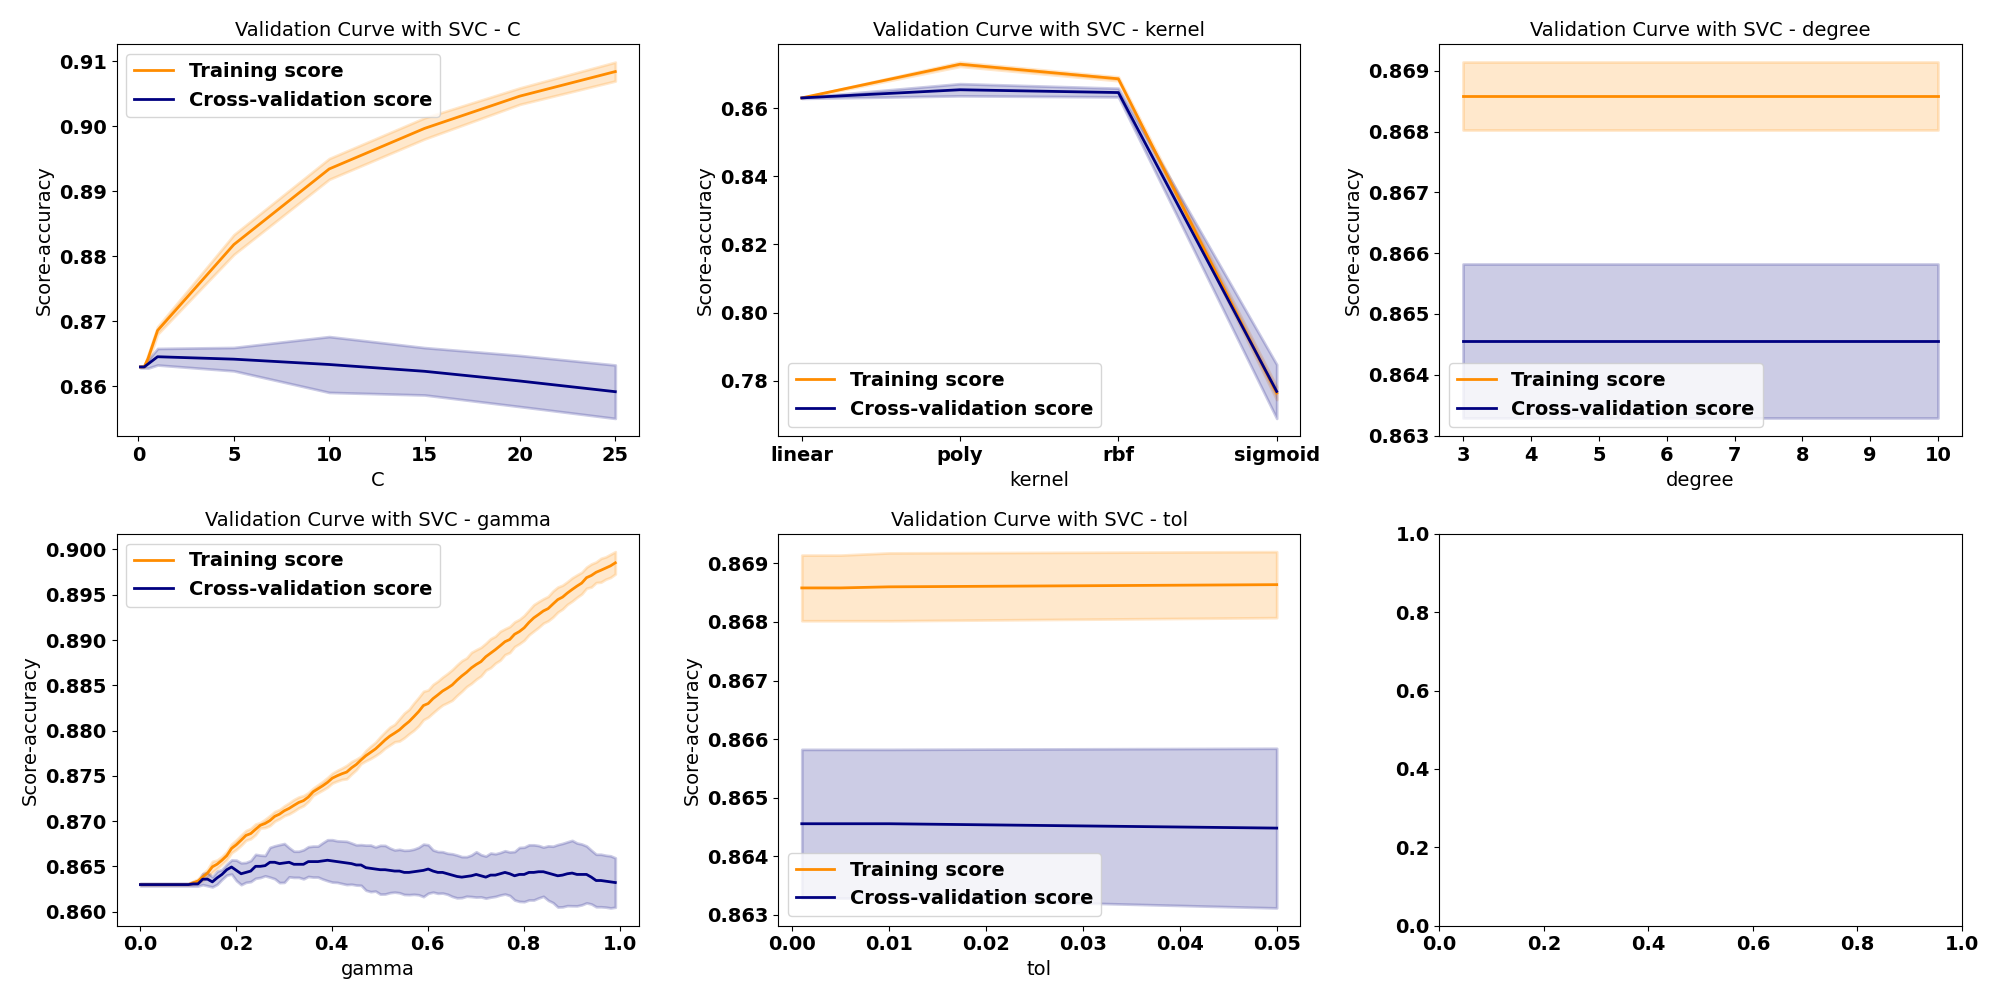 Validation Curve with SVC - C
Score-accuracy
0.91
0.90
0.89
0.88
0.87
0.86
Training score
Cross-validation score
0 5 10 15 20 25
C
Validation Curve with SVC - kernel
Score-accuracy
0.86
0.84
0.82
0.80
0.78
Training score
Cross-validation score
linear poly rbf sigmoid
kernel
Validation Curve with SVC - degree
Score-accuracy
0.869
0.868
0.867
0.866
0.865
0.864
0.863
Training score
Cross-validation score
3 4 5 6 7 8 9 10
degree
Validation Curve with SVC - gamma
Score-accuracy
0.900
0.895
0.890
0.885
0.880
0.875
0.870
0.865
0.860
Training score
Cross-validation score
0.0 0.2 0.4 0.6 0.8 1.0
gamma
Validation Curve with SVC - tol
Score-accuracy
0.869
0.868
0.867
0.866
0.865
0.864
0.863
Training score
Cross-validation score
0.00 0.01 0.02 0.03 0.04 0.05
tol
1.0
0.8
0.6
0.4
0.2
0.0
0.0 0.2 0.4 0.6 0.8 1.0